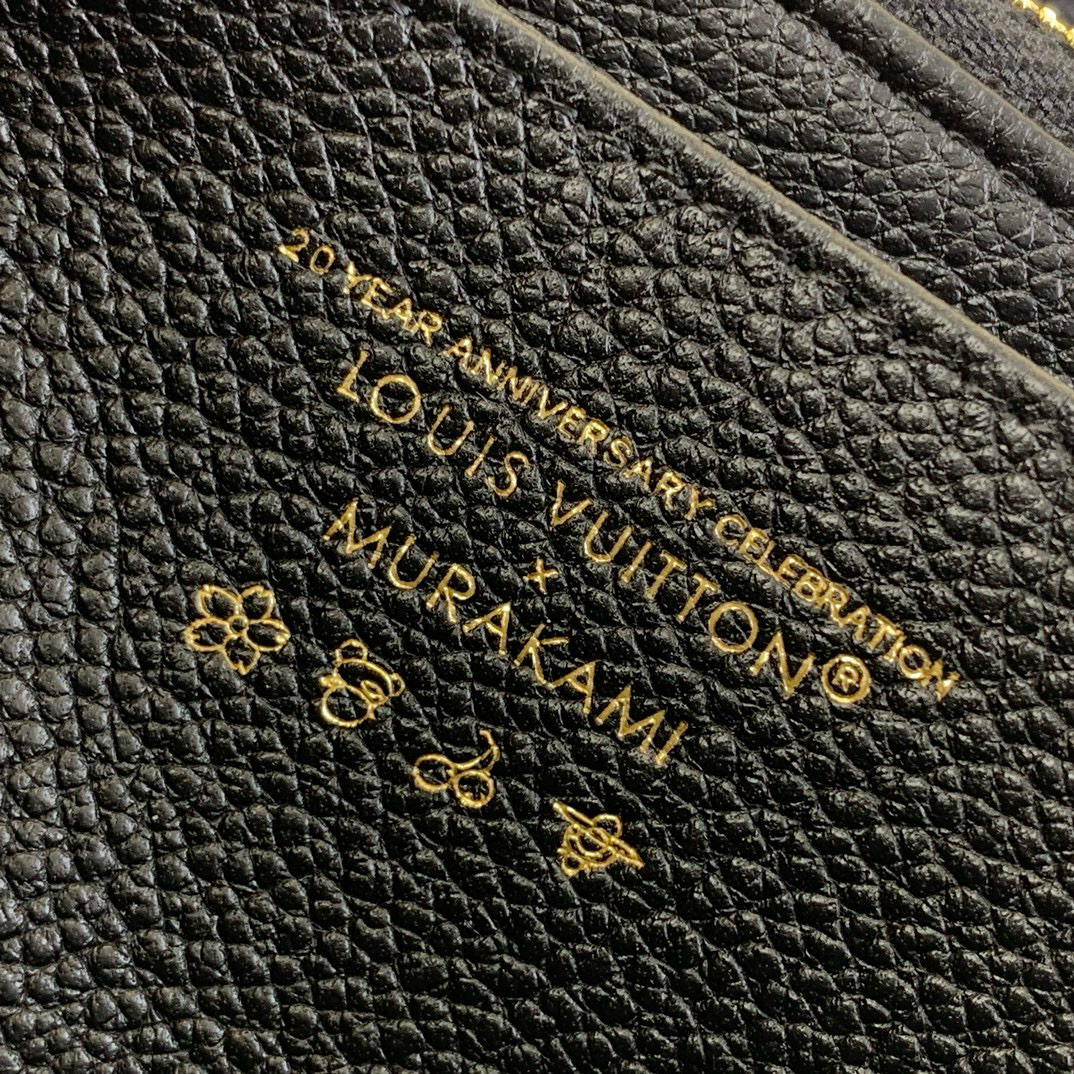 20 YEAR ANNIVERSARY CELEBRATION
LOUIS VUITTON®
x
MURAKAMI